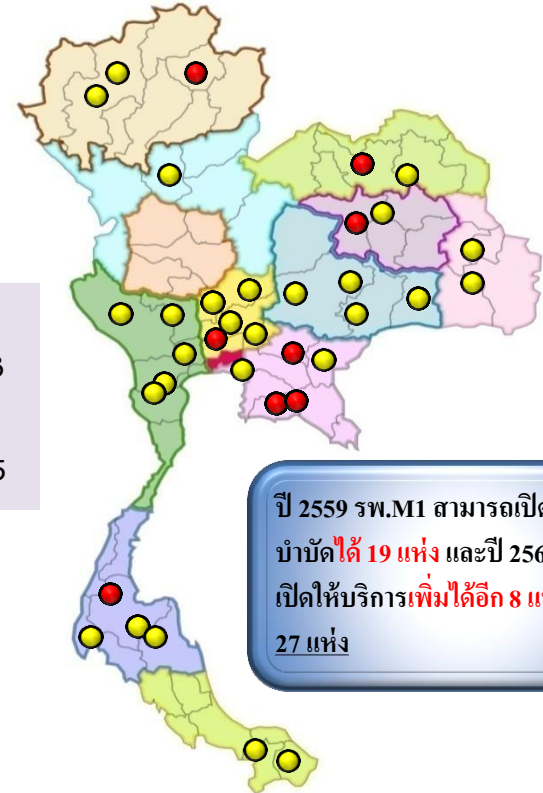 ปี 2559 รพ.M1 สามารถเปิด
บำบัดได้ 19 แห่ง และปี 256
เปิดให้บริการเพิ่มได้อีก 8
27 แห่ง